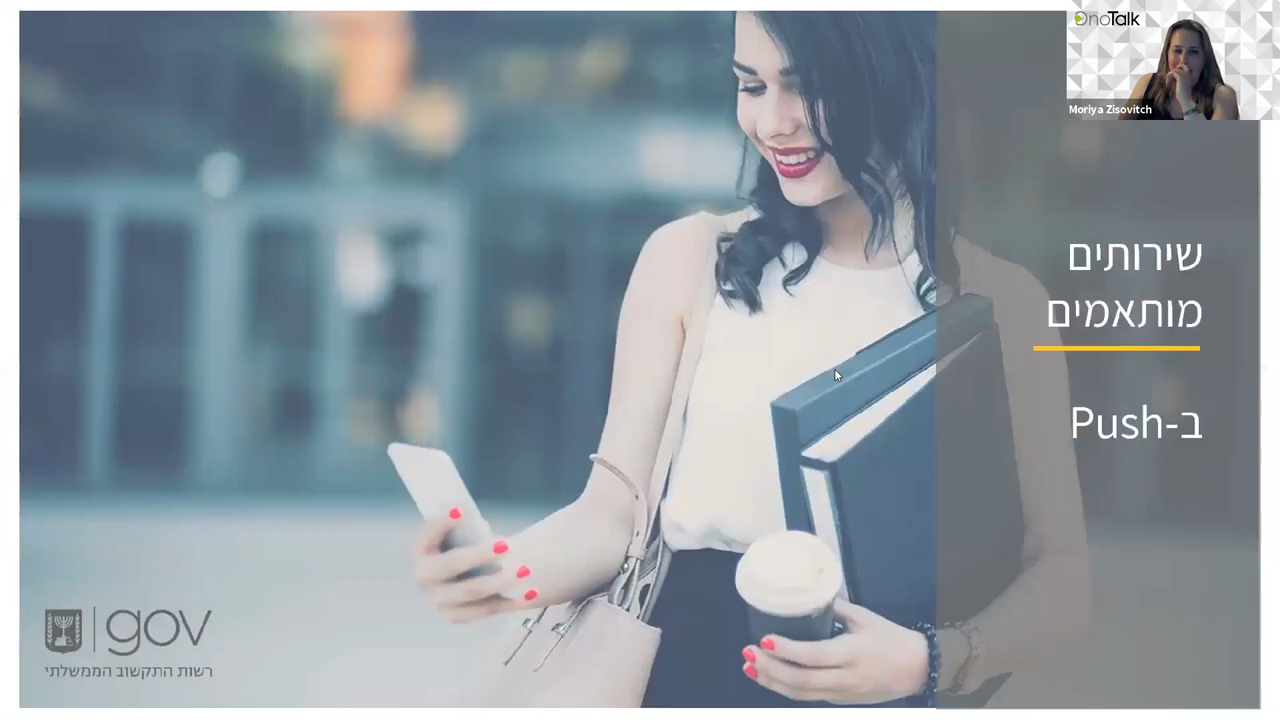 OnoTalk
Moriya Zisovitch
שירותים
מותאמים
ב-Push
gov
רשות התקשוב הממשלתי